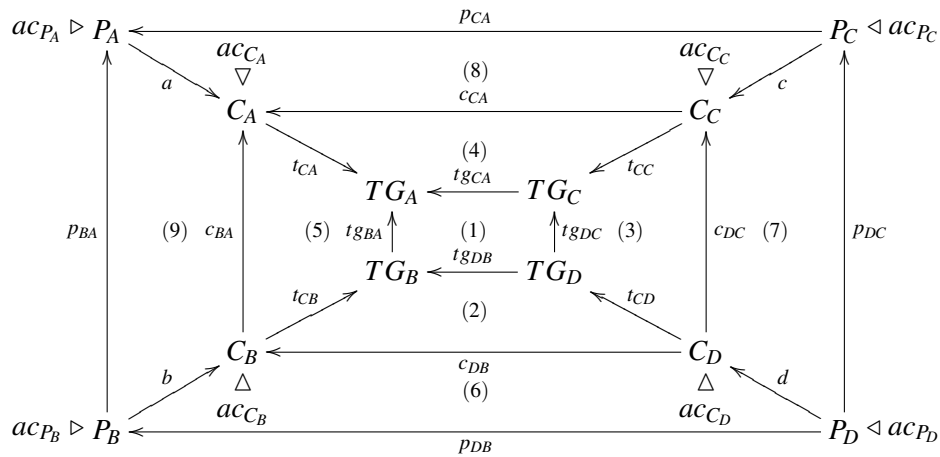 p_{CA}
ac_{P_A} ▷ P_A P_C ◁ ac_{P_C}
ac_{C_A} ac_{C_C}
▽ ▽
a (8) c
c_{CA}
C_A C_C
t_{CA} (4) t_{CC}
tg_{CA}
TG_A TG_C
p_{BA} (9) c_{BA} (5) tg_{BA} (1) tg_{DC} (3) c_{DC} (7) p_{DC}
tg_{DB}
TG_B TG_D
t_{CB} (2) t_{CD}
C_B C_D
c_{DB}
b △ (6) △ d
ac_{C_B} ac_{C_D}
ac_{P_B} ▷ P_B P_D ◁ ac_{P_D}
p_{DB}